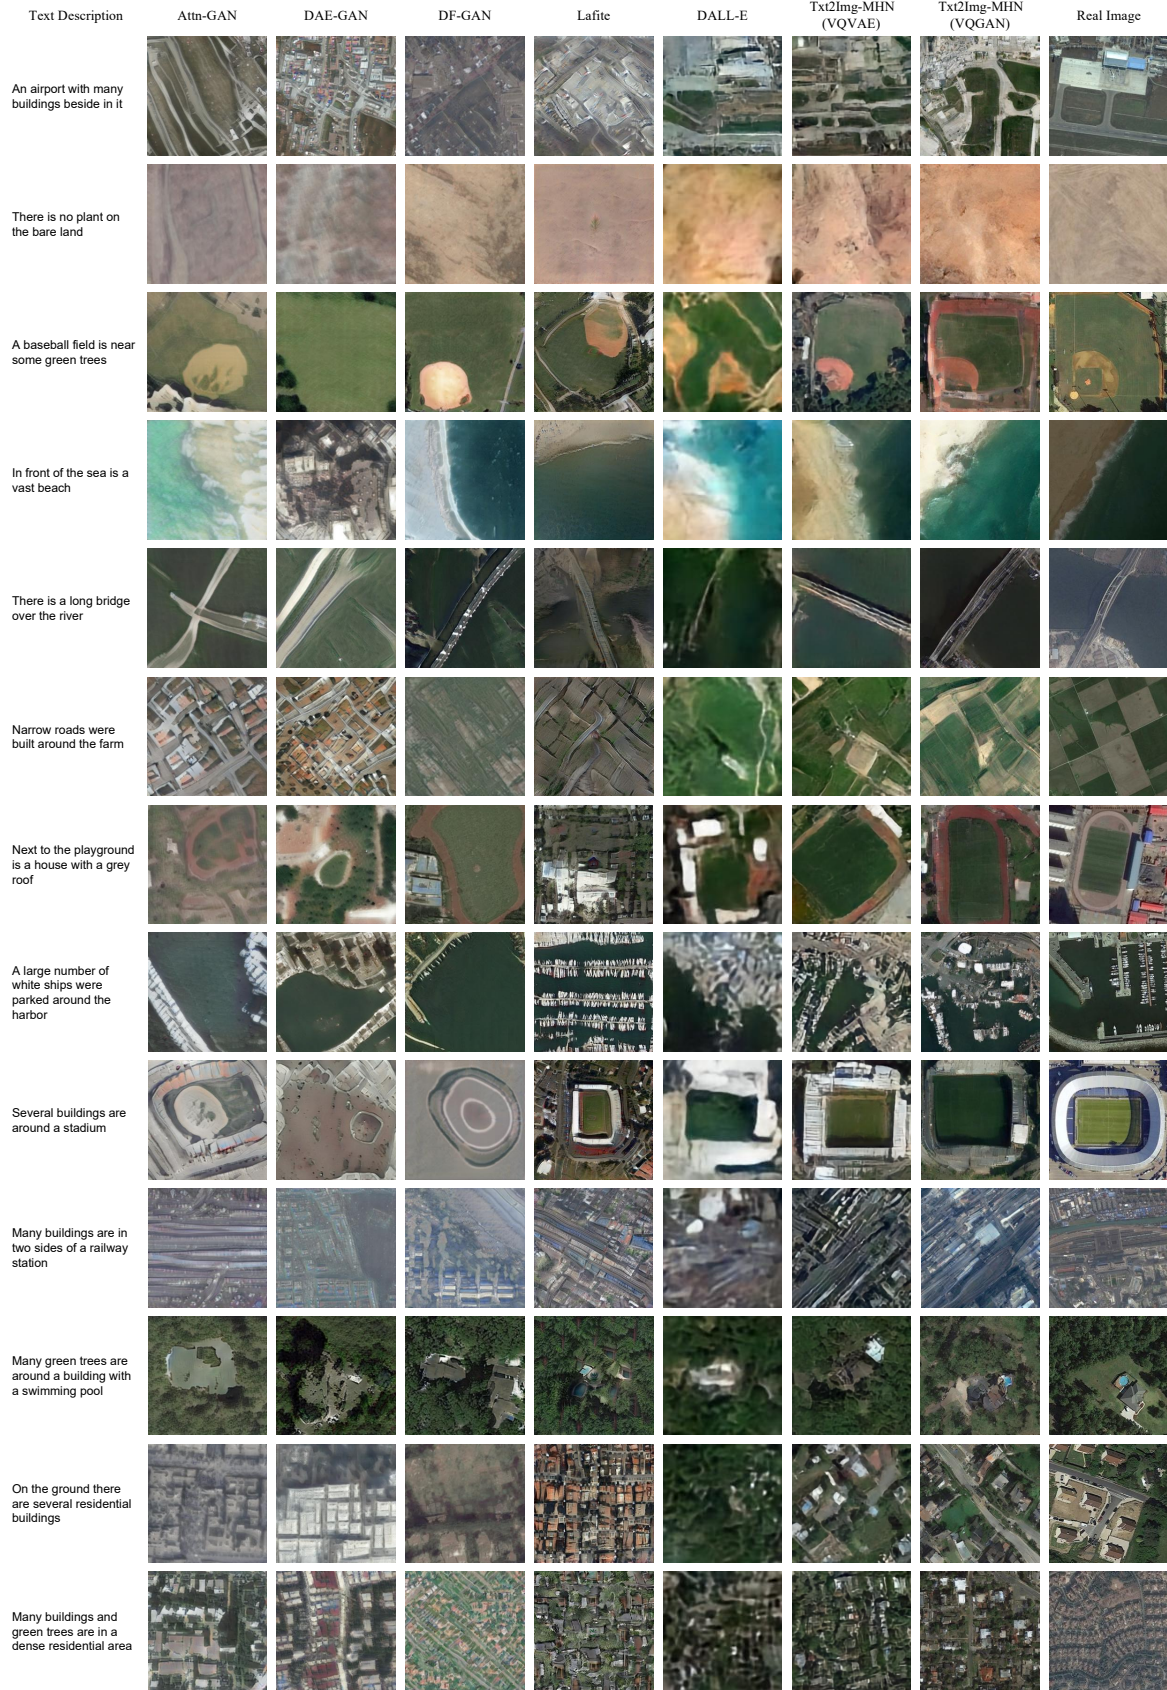 Text Description
Attn-GAN
DAE-GAN
DF-GAN
Lafite
DALL-E
Txt2Img-MHN
(VQVAE)
Txt2Img-MHN
(VQGAN)
Real Image
An airport with many
buildings beside in it
There is no plant on
the bare land
A baseball field is near
some green trees
In front of the sea is a
vast beach
There is a long bridge
over the river
Narrow roads were
built around the farm
Next to the playground
is a house with a grey
roof
A large number of
white ships were
parked around the
harbor
Several buildings are
around a stadium
Many buildings are in
two sides of a railway
station
Many green trees are
around a building with
a swimming pool
On the ground there
are several residential
buildings
Many buildings and
green trees are in a
dense residential area